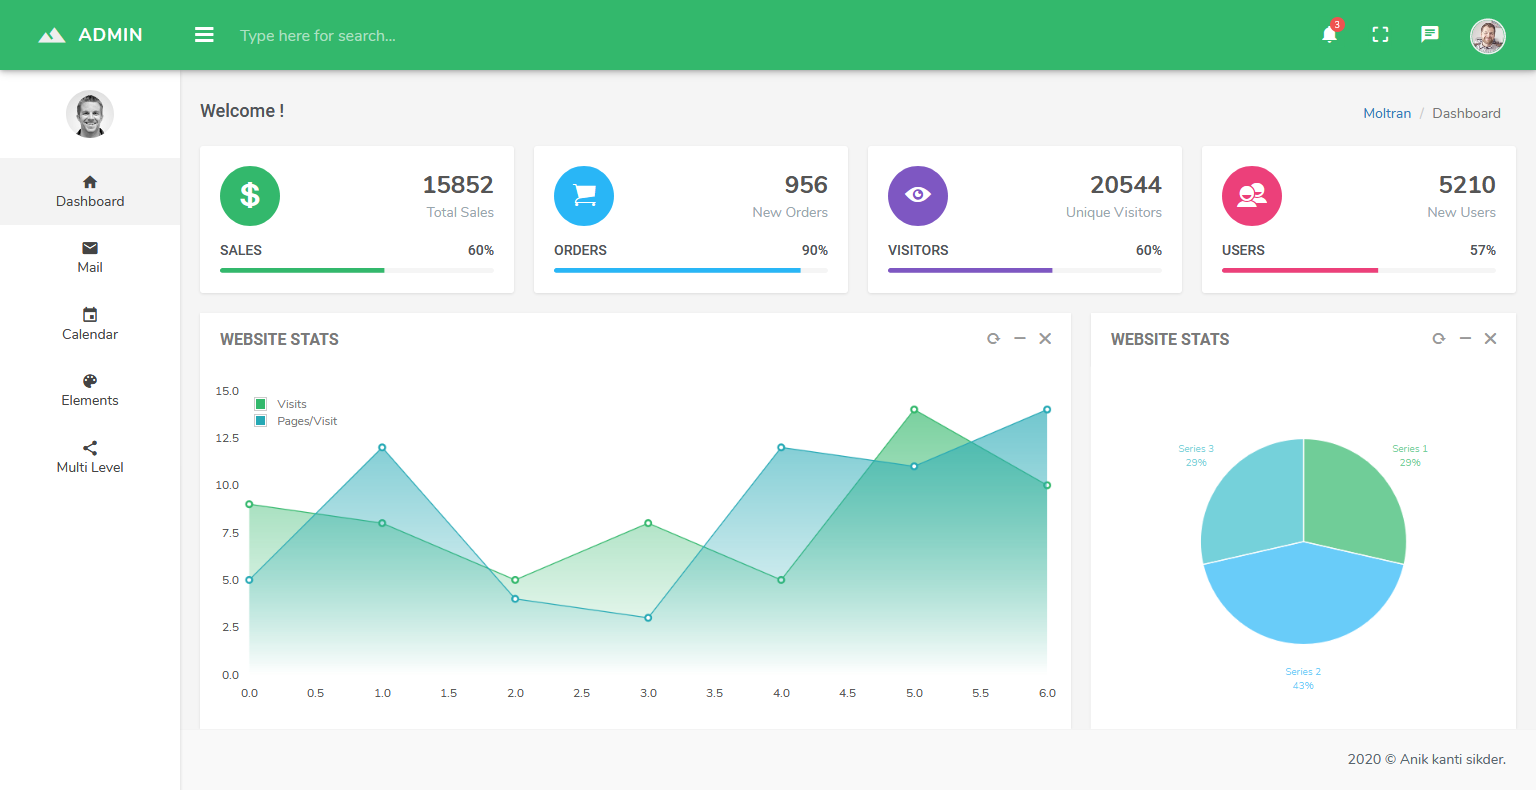 ADMIN
Type here for search...
3
Dashboard
Mail
Calendar
Elements
Multi Level
Welcome !
Moltran / Dashboard
$
15852
Total Sales
SALES 60%
956
New Orders
ORDERS 90%
20544
Unique Visitors
VISITORS 60%
5210
New Users
USERS 57%
WEBSITE STATS
Visits
Pages/Visit
15.0
12.5
10.0
7.5
5.0
2.5
0.0
0.0 0.5 1.0 1.5 2.0 2.5 3.0 3.5 4.0 4.5 5.0 5.5 6.0
WEBSITE STATS
Series 3
29%
Series 1
29%
Series 2
43%
2020 © Anik kanti sikder.